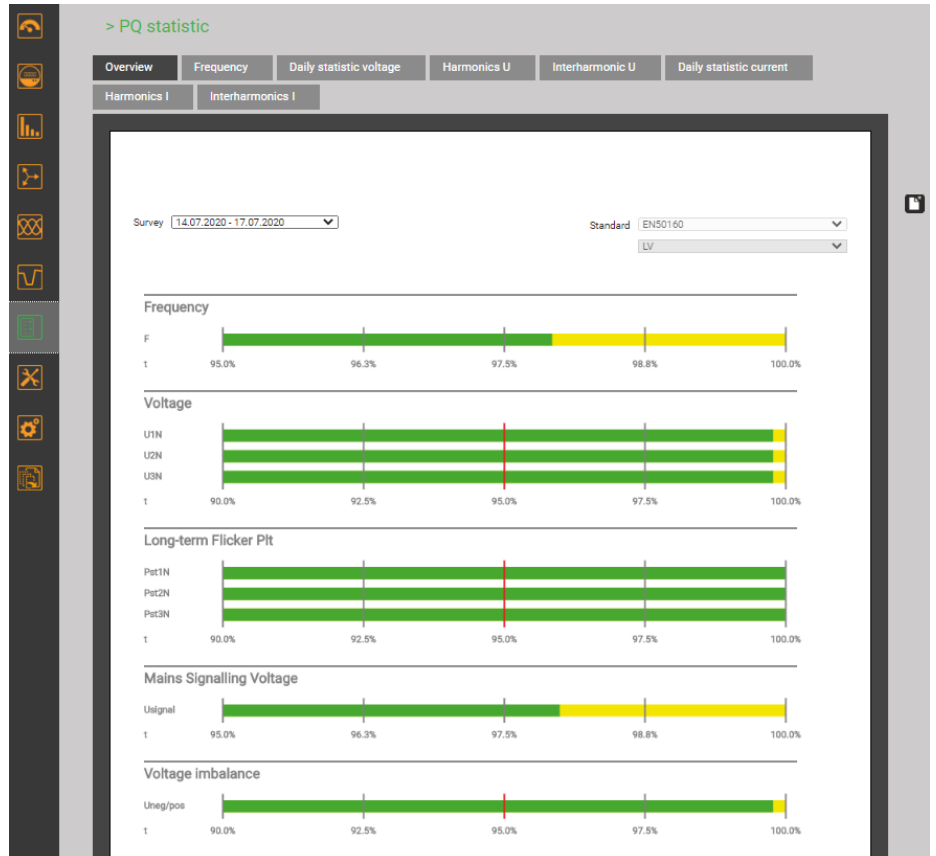 > PQ statistic
Overview Frequency Daily statistic voltage Harmonics U Interharmonic U Daily statistic current
Harmonics I Interharmonics I
Survey 14.07.2020 - 17.07.2020 Standard EN50160
LV
Frequency
F
t 95.0% 96.3% 97.5% 98.8% 100.0%
Voltage
U1N
U2N
U3N
t 90.0% 92.5% 95.0% 97.5% 100.0%
Long-term Flicker Plt
Pst1N
Pst2N
Pst3N
t 90.0% 92.5% 95.0% 97.5% 100.0%
Mains Signalling Voltage
Usignal
t 95.0% 96.3% 97.5% 98.8% 100.0%
Voltage imbalance
Uneg/pos
t 90.0% 92.5% 95.0% 97.5% 100.0%